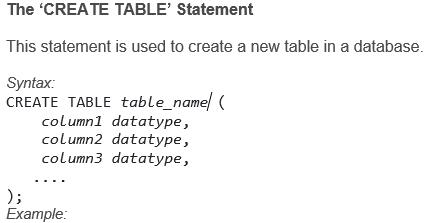 The ‘CREATE TABLE’ Statement
This statement is used to create a new table in a database.
Syntax:
CREATE TABLE table_name (
column1 datatype,
column2 datatype,
column3 datatype,
....
);
Example: